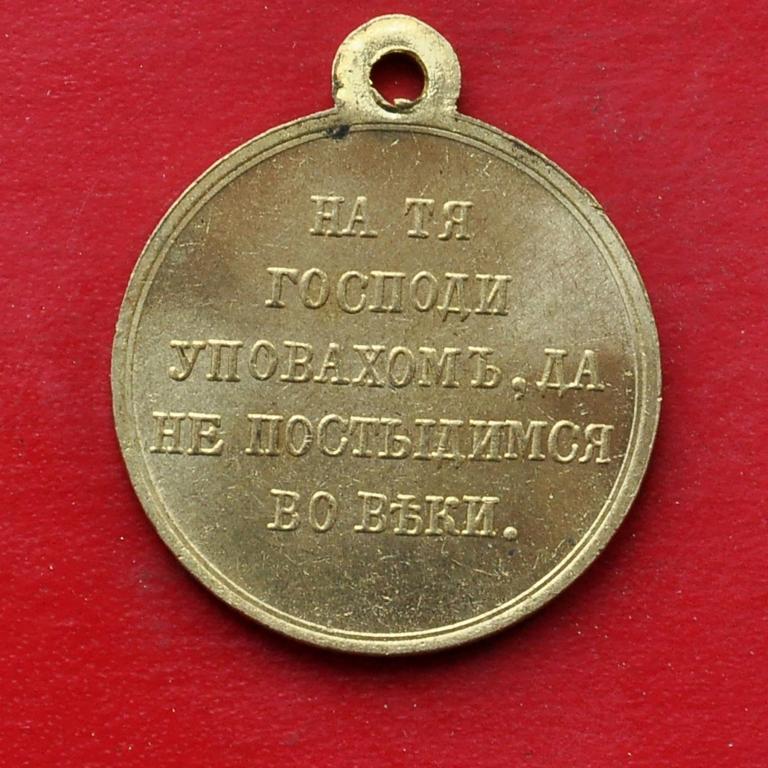 НА ТЯ
ГОСПОДИ
УПОВАХОМЪ, ДА
НЕ ПОСТЫДИМСЯ
ВО ВѢКИ.